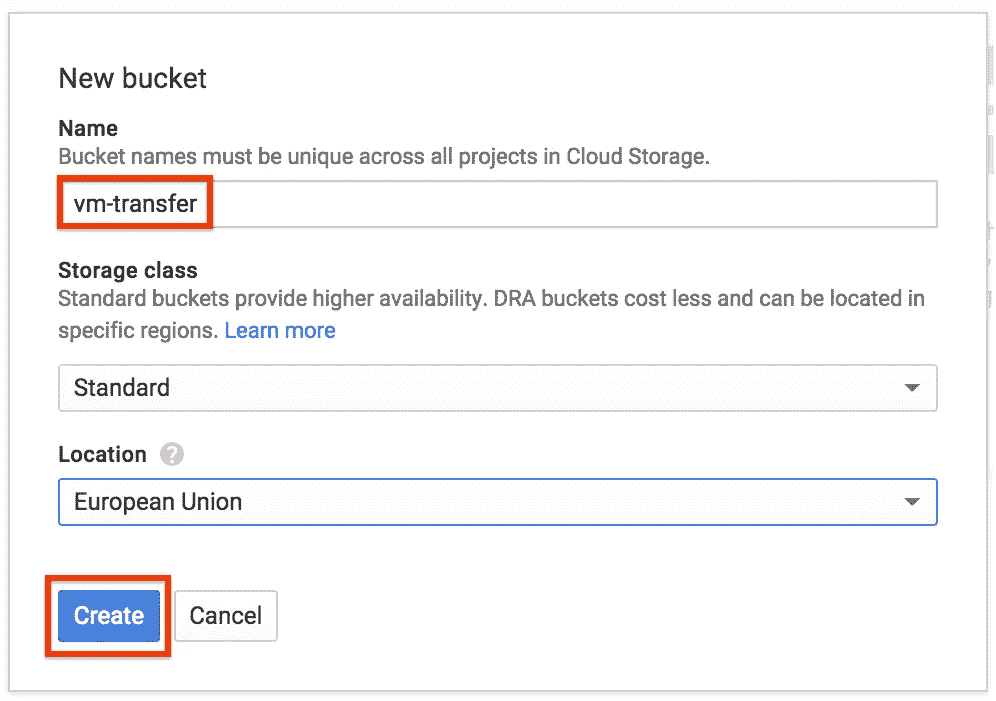 New bucket
Name
Bucket names must be unique across all projects in Cloud Storage.
vm-transfer
Storage class
Standard buckets provide higher availability. DRA buckets cost less and can be located in
specific regions. Learn more
Standard
Location ?
European Union
Create Cancel